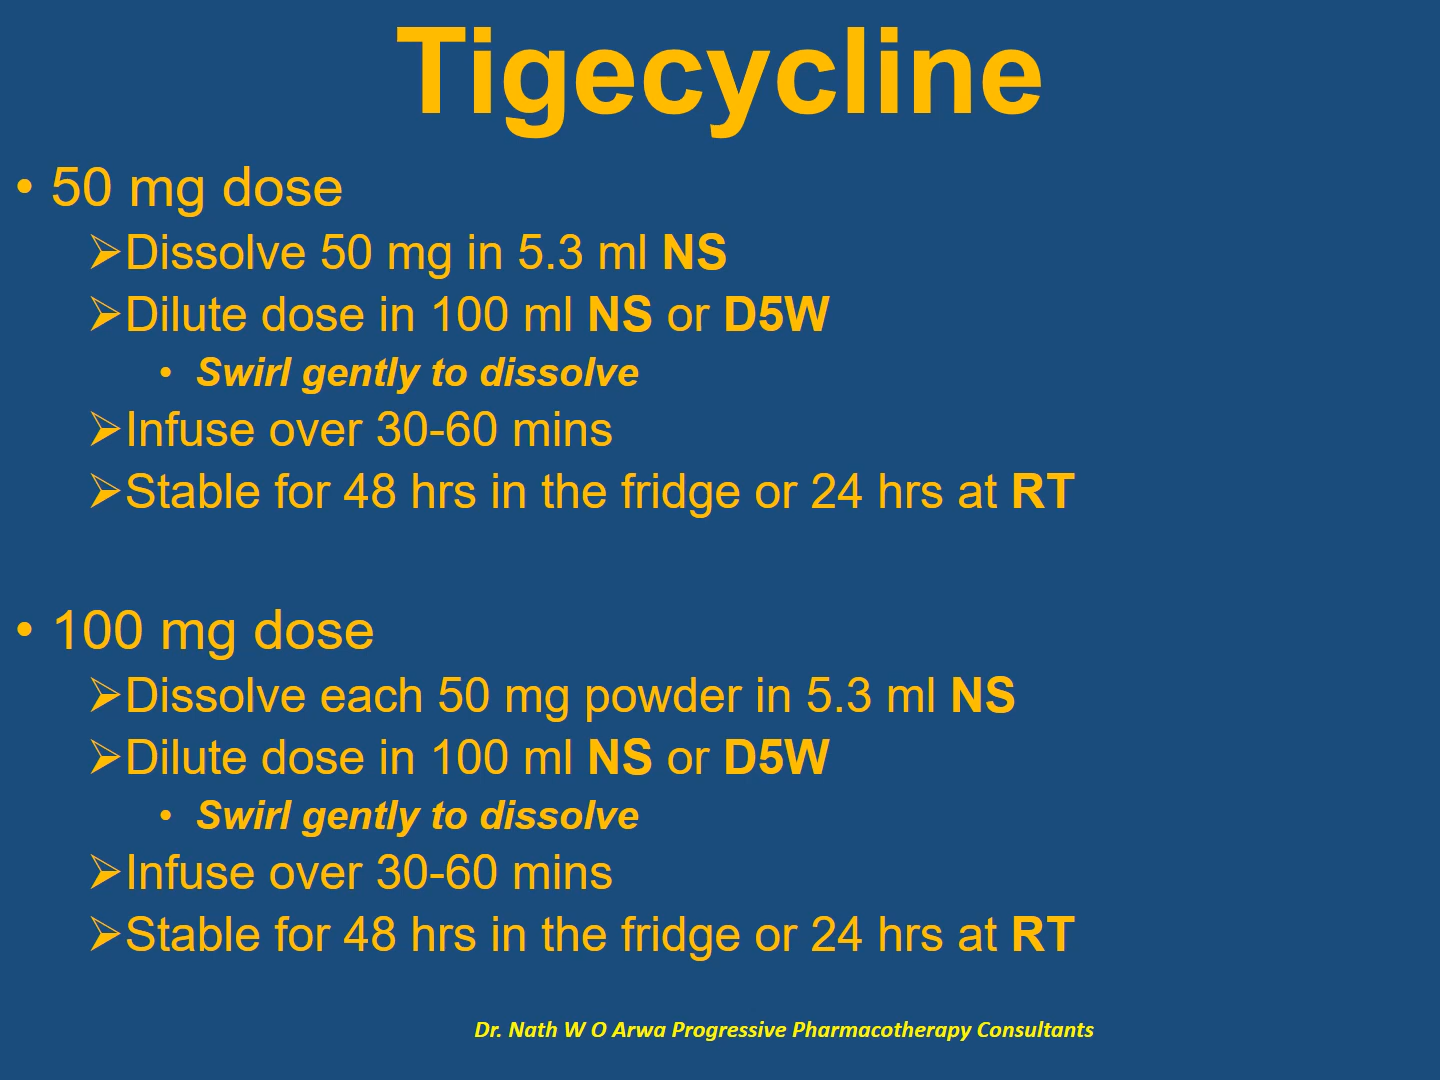 Tigecycline
• 50 mg dose
➢Dissolve 50 mg in 5.3 ml NS
➢Dilute dose in 100 ml NS or D5W
• Swirl gently to dissolve
➢Infuse over 30-60 mins
➢Stable for 48 hrs in the fridge or 24 hrs at RT
• 100 mg dose
➢Dissolve each 50 mg powder in 5.3 ml NS
➢Dilute dose in 100 ml NS or D5W
• Swirl gently to dissolve
➢Infuse over 30-60 mins
➢Stable for 48 hrs in the fridge or 24 hrs at RT
Dr. Nath W O Arwa Progressive Pharmacotherapy Consultants